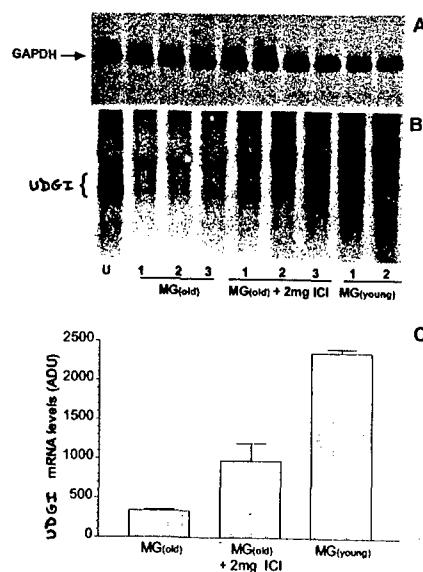 A
GAPDH →
B
UDGI {
U 1 2 3 1 2 3 1 2
MG(old) MG(old) + 2mg ICI MG(young)
C
UDGI mRNA levels (ADU)
2500
2000
1500
1000
500
0
MG(old) MG(old) MG(young)
+ 2mg ICI